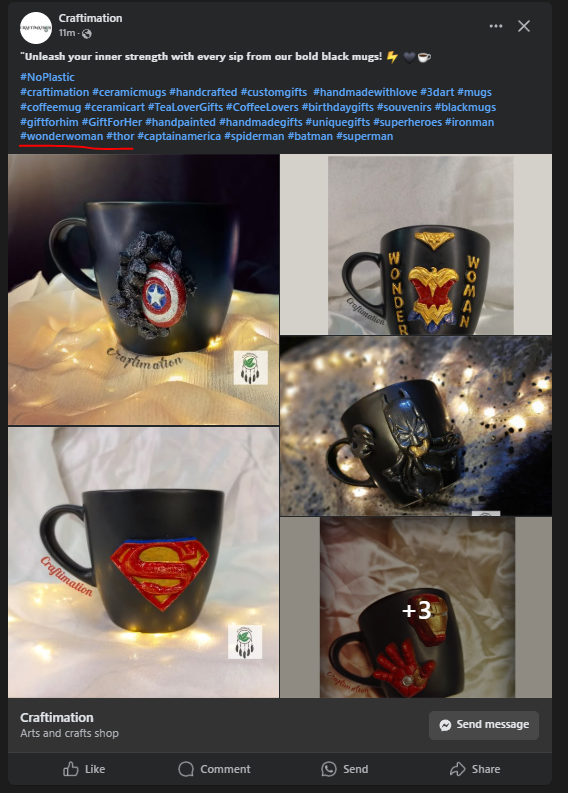 Craftimation
11m ·
"Unleash your inner strength with every sip from our bold black mugs! ⚡🖤☕
#NoPlastic
#craftimation #ceramicmugs #handcrafted #customgifts #handmadewithlove #3dart #mugs
#coffeemug #ceramicart #TeaLoverGifts #CoffeeLovers #birthdaygifts #souvenirs #blackmugs
#giftforhim #GiftForHer #handpainted #handmadegifts #uniquegifts #superheroes #ironman
#wonderwoman #thor #captainamerica #spiderman #batman #superman
Craftimation
WONDER
WOMAN
Craftimation
Craftimation
+3
Craftimation
Craftimation
Arts and crafts shop
Send message
Like
Comment
Send
Share